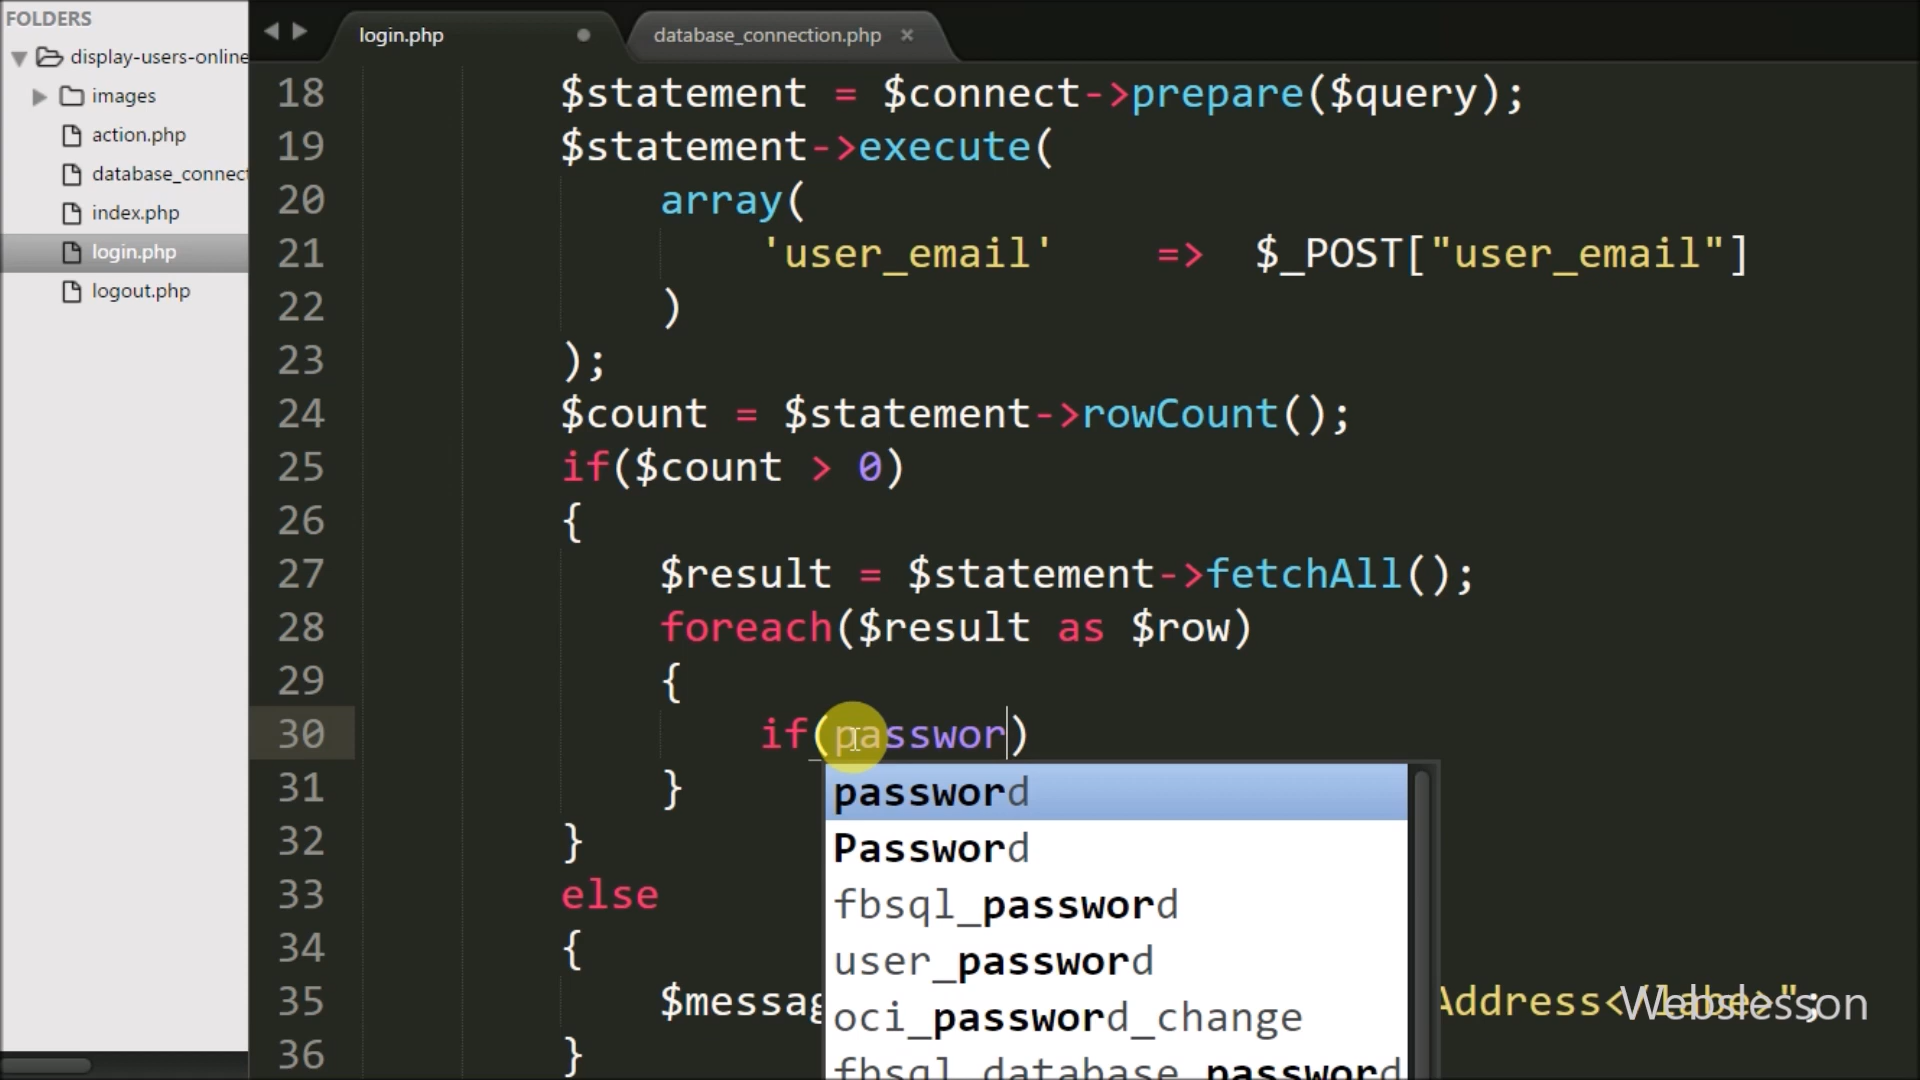 FOLDERS
display-users-online
images
action.php
database_connect
index.php
login.php
logout.php
login.php
database_connection.php ×
18 $statement = $connect->prepare($query);
19 $statement->execute(
20 array(
21 'user_email' => $_POST["user_email"]
22 )
23 );
24 $count = $statement->rowCount();
25 if($count > 0)
26 {
27 $result = $statement->fetchAll();
28 foreach($result as $row)
29 {
30 if(passwor)
31 }
32 }
33 else
34 {
35 $messag Address</labe>";
36 }
password
Password
fbsql_password
user_password
oci_password_change
fbsql_database_password
Webslesson